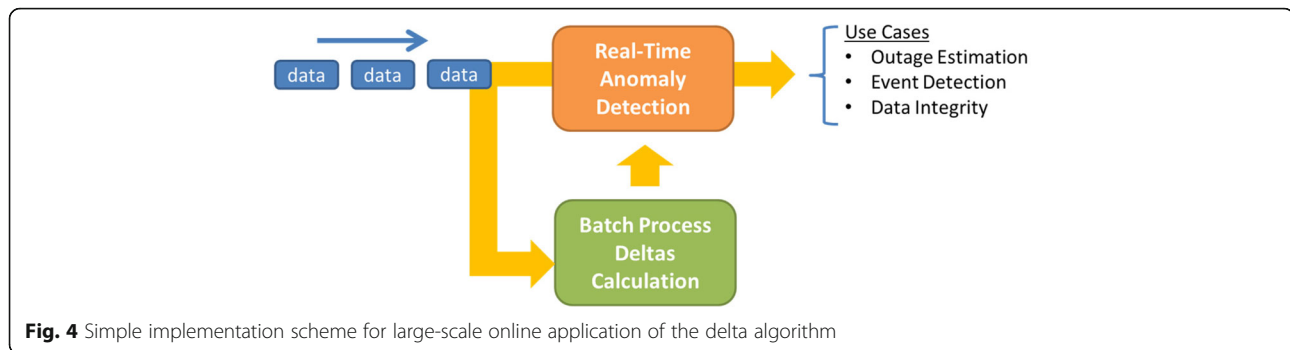 data data data
Real-Time
Anomaly
Detection
Use Cases
• Outage Estimation
• Event Detection
• Data Integrity
Batch Process
Deltas
Calculation
Fig. 4 Simple implementation scheme for large-scale online application of the delta algorithm